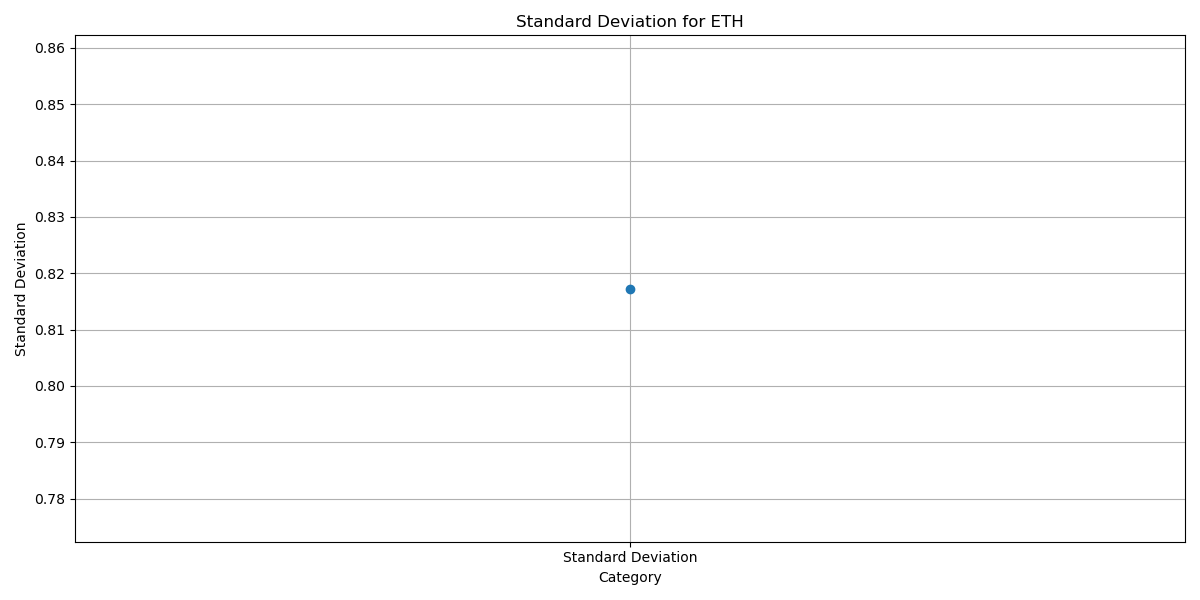 Standard Deviation for ETH
0.86
0.85
0.84
0.83
0.82
0.81
0.80
0.79
0.78
Standard Deviation
Standard Deviation
Category